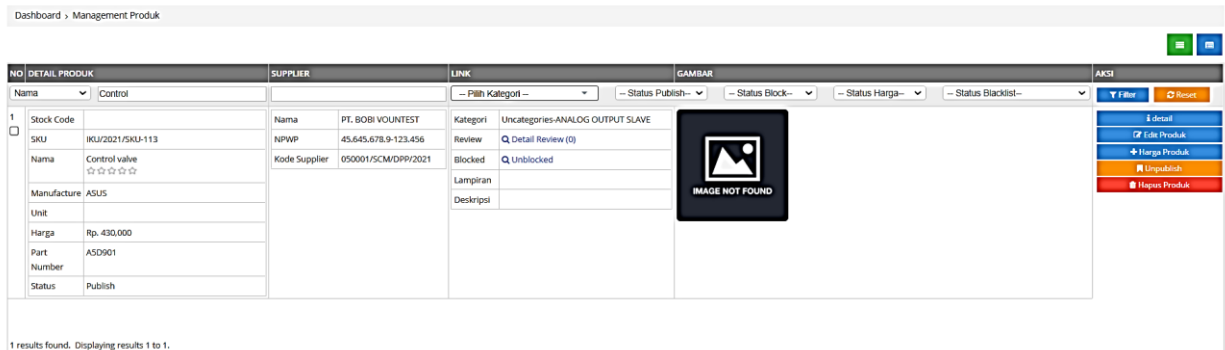 Dashboard > Management Produk
NO DETAIL PRODUK SUPPLIER LINK GAMBAR AKSI
Nama Control -- Pilih Kategori -- -- Status Publish-- -- Status Block-- -- Status Harga-- -- Status Blacklist-- Filter Reset
1
Stock Code
SKU IKU/2021/SKU-113
Nama Control valve
Manufacture ASUS
Unit
Harga Rp. 430,000
Part Number A5D901
Status Publish
Nama PT. BOBI VOUNTEST
NPWP 45.645.678.9-123.456
Kode Supplier 050001/SCM/DPP/2021
Kategori Uncategories-ANALOG OUTPUT SLAVE
Review Detail Review (0)
Blocked Unblocked
Lampiran
Deskripsi
IMAGE NOT FOUND
detail
Edit Produk
Harga Produk
Unpublish
Hapus Produk
1 results found. Displaying results 1 to 1.